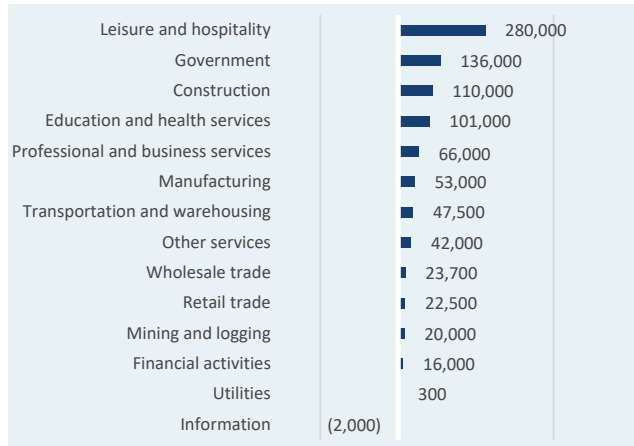 Leisure and hospitality 280,000
Government 136,000
Construction 110,000
Education and health services 101,000
Professional and business services 66,000
Manufacturing 53,000
Transportation and warehousing 47,500
Other services 42,000
Wholesale trade 23,700
Retail trade 22,500
Mining and logging 20,000
Financial activities 16,000
Utilities 300
Information (2,000)